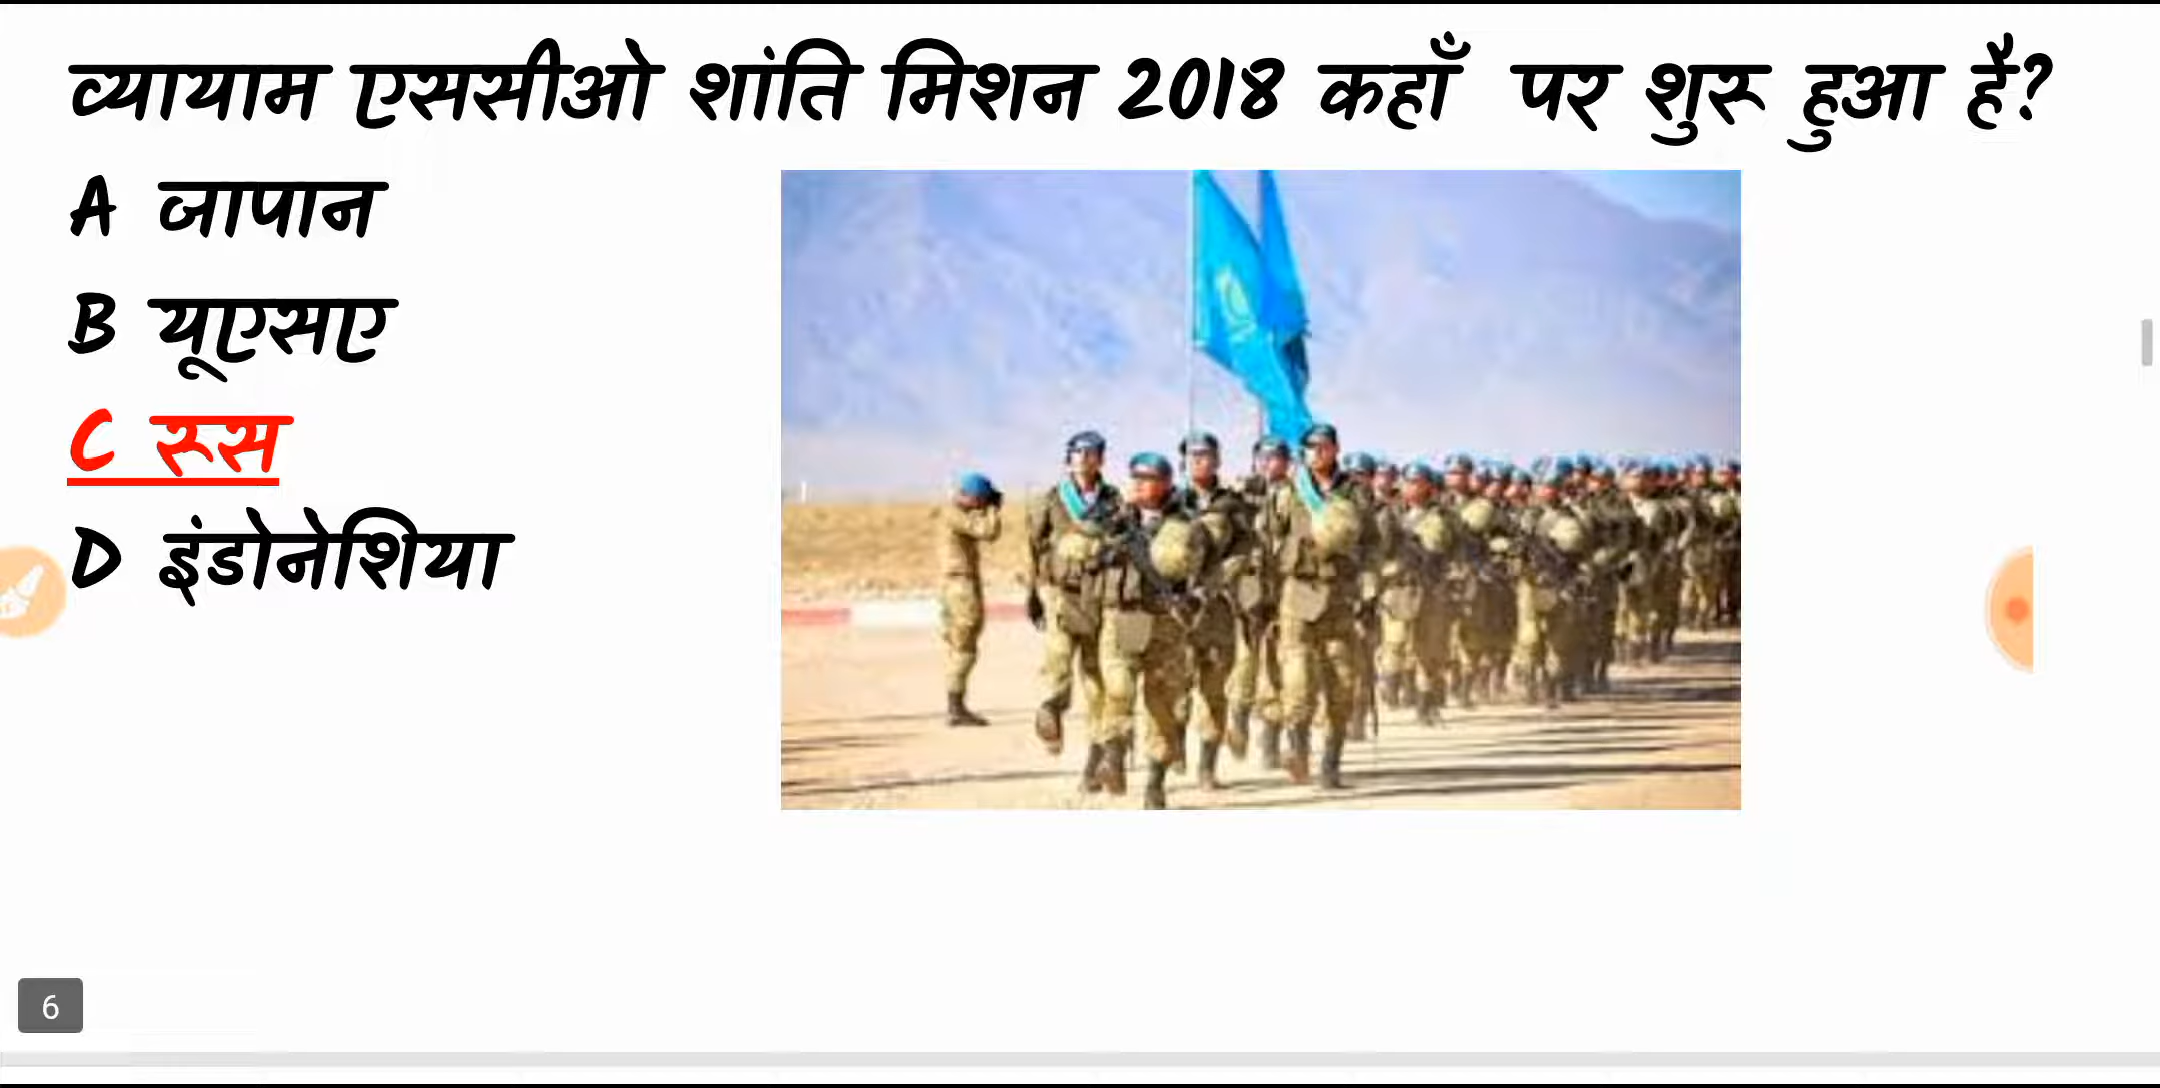 व्यायाम एससीओ शांति मिशन 2018 कहाँ पर शुरू हुआ है?
A जापान
B यूएसए
C रूस
D इंडोनेशिया
6